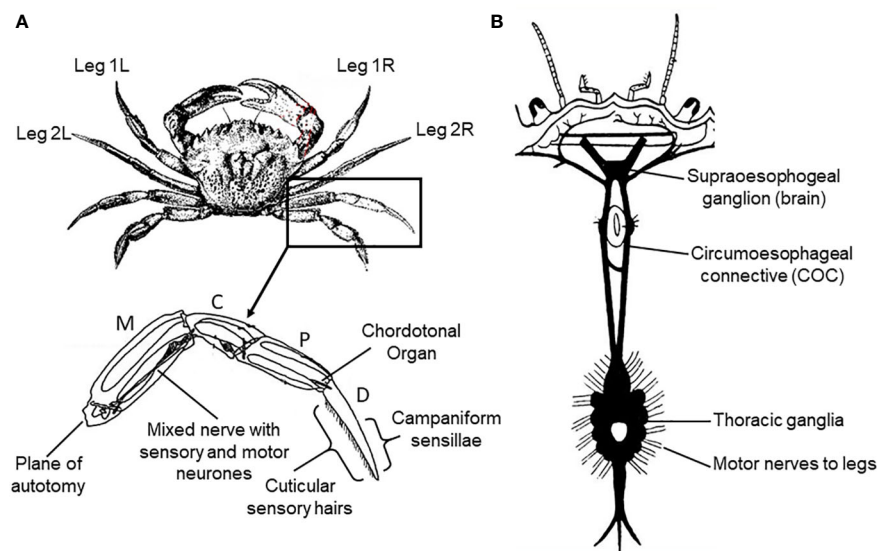 A
Leg 1L
Leg 1R
Leg 2L
Leg 2R
M
C
P
D
Chordotonal
Organ
Campaniform
sensillae
Mixed nerve with
sensory and motor
neurones
Cuticular
sensory hairs
Plane of
autotomy
B
Supraoesophogeal
ganglion (brain)
Circumoesophageal
connective (COC)
Thoracic ganglia
Motor nerves to legs